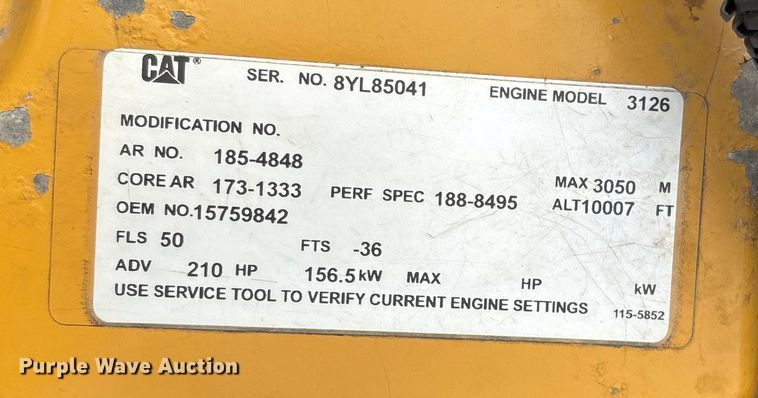 CAT® SER. NO. 8YL85041 ENGINE MODEL 3126
MODIFICATION NO.
AR NO. 185-4848
CORE AR 173-1333 PERF SPEC 188-8495 MAX 3050 M
OEM NO. 15759842 ALT 10007 FT
FLS 50 FTS -36
ADV 210 HP 156.5 kW MAX HP kW
USE SERVICE TOOL TO VERIFY CURRENT ENGINE SETTINGS 115-5852
Purple Wave Auction